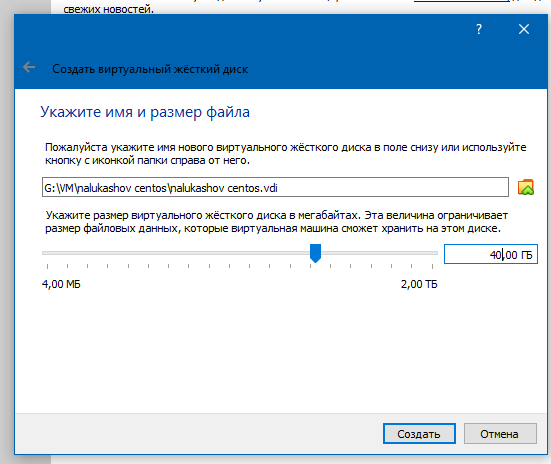 свежих новостей.
?
Создать виртуальный жёсткий диск
Укажите имя и размер файла
Пожалуйста укажите имя нового виртуального жёсткого диска в поле снизу или используйте
кнопку с иконкой папки справа от него.
G:\VM\nalukashov centos\nalukashov centos.vdi
Укажите размер виртуального жёсткого диска в мегабайтах. Эта величина ограничивает
размер файловых данных, которые виртуальная машина сможет хранить на этом диске.
40,00 ГБ
4,00 МБ 2,00 ТБ
Создать Отмена